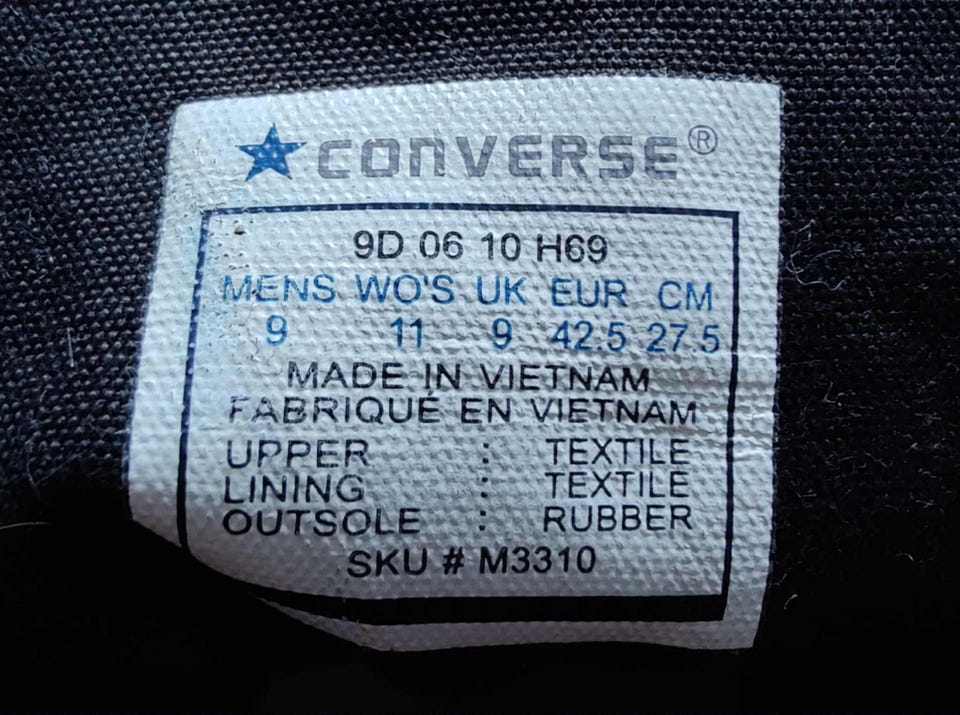 CONVERSE®
9D 06 10 H69
MENS WO'S UK EUR CM
9 11 9 42.5 27.5
MADE IN VIETNAM
FABRIQUÉ EN VIETNAM
UPPER : TEXTILE
LINING : TEXTILE
OUTSOLE : RUBBER
SKU # M3310